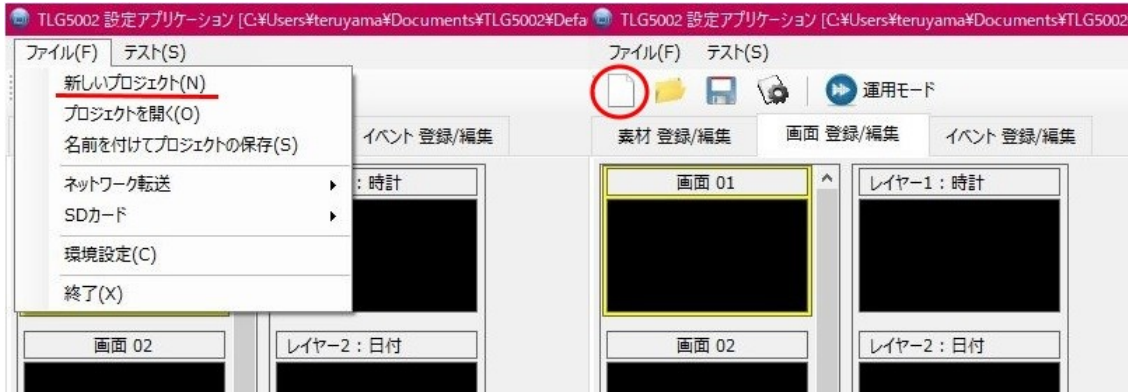 TLG5002 設定アプリケーション [C:¥Users¥teruyama¥Documents¥TLG5002¥Defa
ファイル(F) テスト(S)
新しいプロジェクト(N)
プロジェクトを開く(O)
名前を付けてプロジェクトの保存(S)
ネットワーク転送
SDカード
環境設定(C)
終了(X)
イベント 登録/編集
:時計
画面 02
レイヤー2:日付
TLG5002 設定アプリケーション [C:¥Users¥teruyama¥Documents¥TLG5002
ファイル(F) テスト(S)
運用モード
素材 登録/編集 画面 登録/編集 イベント 登録/編集
画面 01
レイヤー1:時計
画面 02
レイヤー2:日付